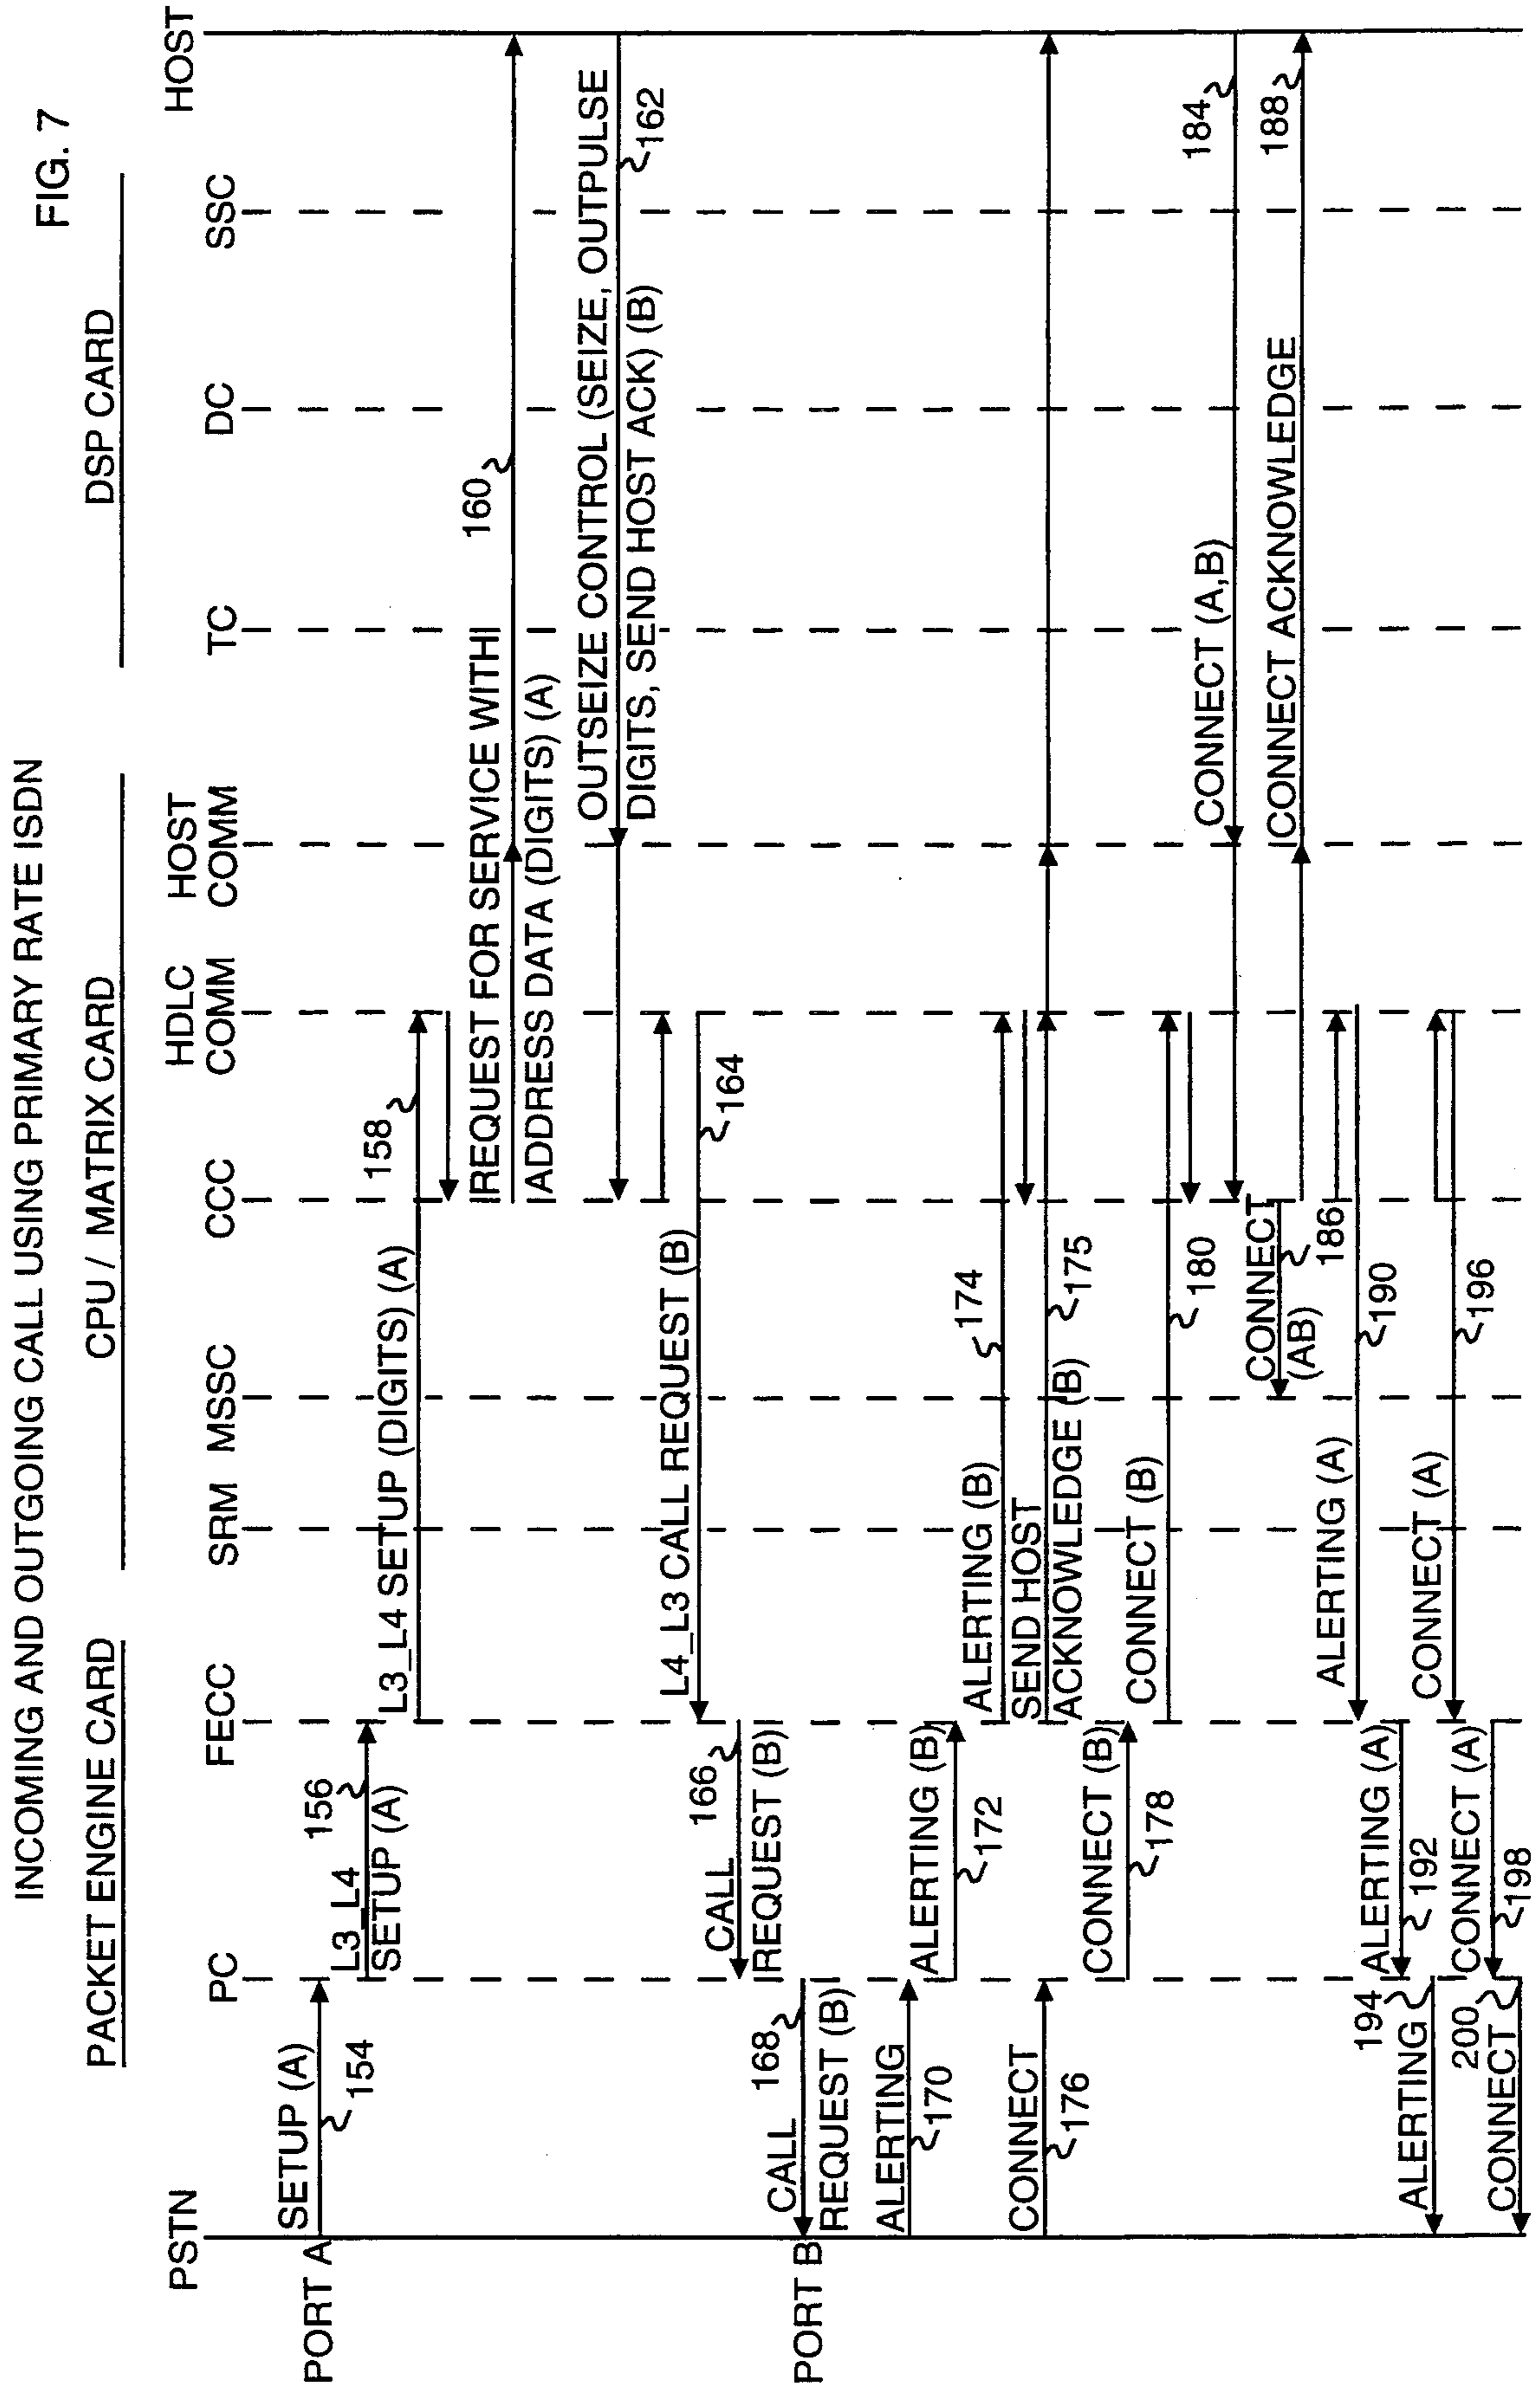 INCOMING AND OUTGOING CALL USING PRIMARY RATE ISDN
FIG. 7
PACKET ENGINE CARD
CPU / MATRIX CARD
DSP CARD
PSTN
PC
FECC
SRM
MSSC
CCC
HDLC
COMM
HOST
COMM
TC
DC
SSC
HOST
PORT A
SETUP (A)
154
L3_L4
SETUP (A)
156
L3_L4 SETUP (DIGITS) (A)
158
REQUEST FOR SERVICE WITH
ADDRESS DATA (DIGITS) (A)
160
OUTSEIZE CONTROL (SEIZE, OUTPULSE
DIGITS, SEND HOST ACK) (B)
162
L4_L3 CALL REQUEST (B)
164
CALL
REQUEST (B)
166
PORT B
CALL
REQUEST (B)
168
ALERTING
170
ALERTING (B)
172
ALERTING (B)
174
SEND HOST
ACKNOWLEDGE (B)
175
CONNECT
176
CONNECT (B)
178
CONNECT (B)
180
CONNECT (A,B)
184
CONNECT
(AB)
186
CONNECT ACKNOWLEDGE
188
ALERTING (A)
190
ALERTING (A)
192
ALERTING
194
CONNECT (A)
196
CONNECT (A)
198
CONNECT
200